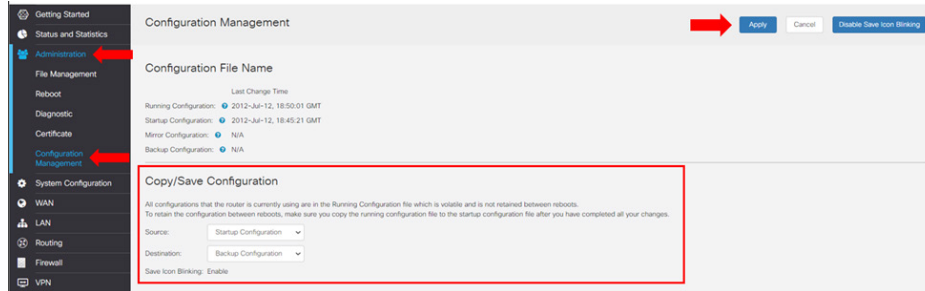 Getting Started
Status and Statistics
Administration
File Management
Reboot
Diagnostic
Certificate
Configuration
Management
System Configuration
WAN
LAN
Routing
Firewall
VPN
Configuration Management
Apply
Cancel
Disable Save Icon Blinking
Configuration File Name
Last Change Time
Running Configuration: 2012-Jul-12, 18:50:01 GMT
Startup Configuration: 2012-Jul-12, 18:45:21 GMT
Mirror Configuration: N/A
Backup Configuration: N/A
Copy/Save Configuration
All configurations that the router is currently using are in the Running Configuration file which is volatile and is not retained between reboots.
To retain the configuration between reboots, make sure you copy the running configuration file to the startup configuration file after you have completed all your changes.
Source: Startup Configuration
Destination: Backup Configuration
Save Icon Blinking: Enable